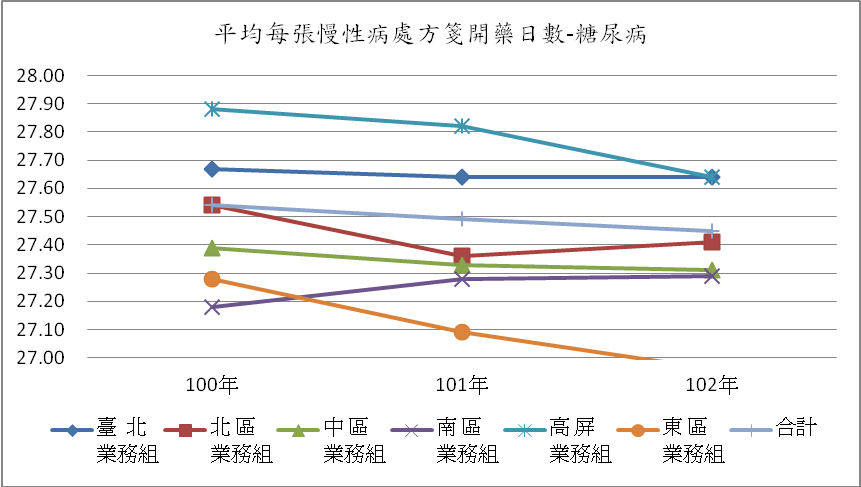 平均每張慢性病處方箋開藥日數-糖尿病
28.00
27.90
27.80
27.70
27.60
27.50
27.40
27.30
27.20
27.10
27.00
100年 101年 102年
臺北 北區 中區 南區 高屏 東區 合計
業務組 業務組 業務組 業務組 業務組 業務組